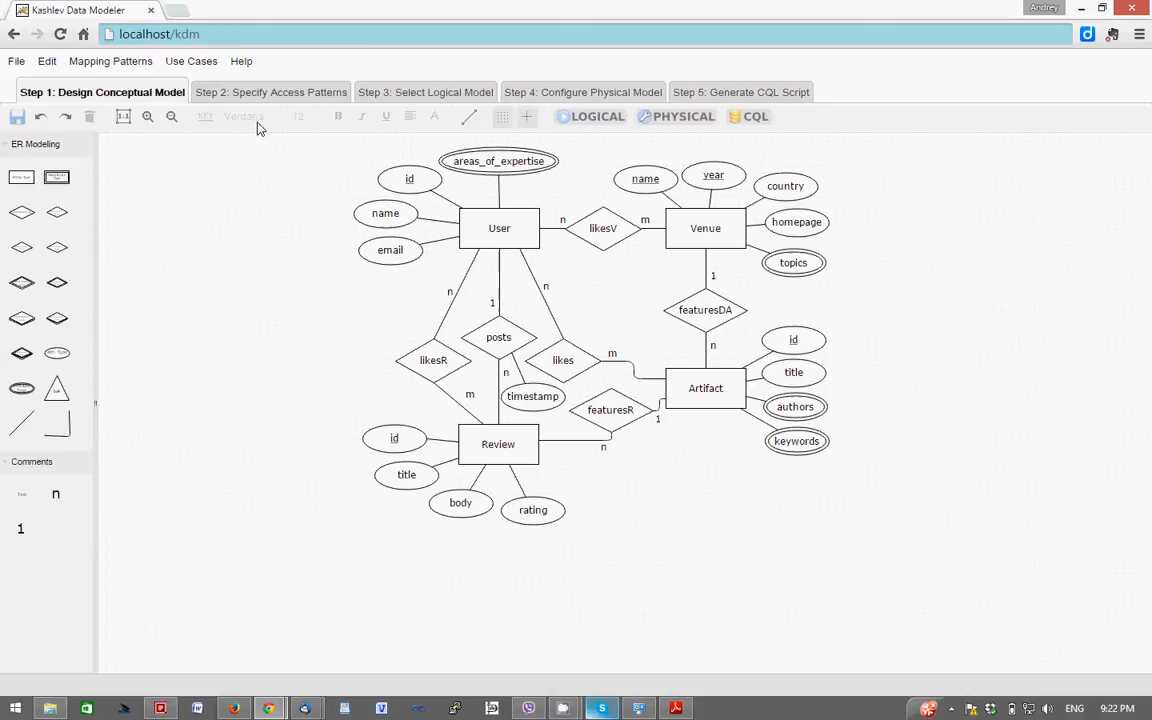 Kashlev Data Modeler
Andrey
localhost/kdm
File Edit Mapping Patterns Use Cases Help
Step 1: Design Conceptual Model Step 2: Specify Access Patterns Step 3: Select Logical Model Step 4: Configure Physical Model Step 5: Generate CQL Script
KEY Verdana 12 B I U A LOGICAL PHYSICAL CQL
ER Modeling
Comments
n
1
areas_of_expertise
id
name
email
User
n
likesV
m
name
year
country
homepage
topics
Venue
1
featuresDA
n
n
1
n
likesR
posts
likes
m
m
n
timestamp
featuresR
1
n
Artifact
id
title
authors
keywords
Review
id
title
body
rating
ENG 9:22 PM